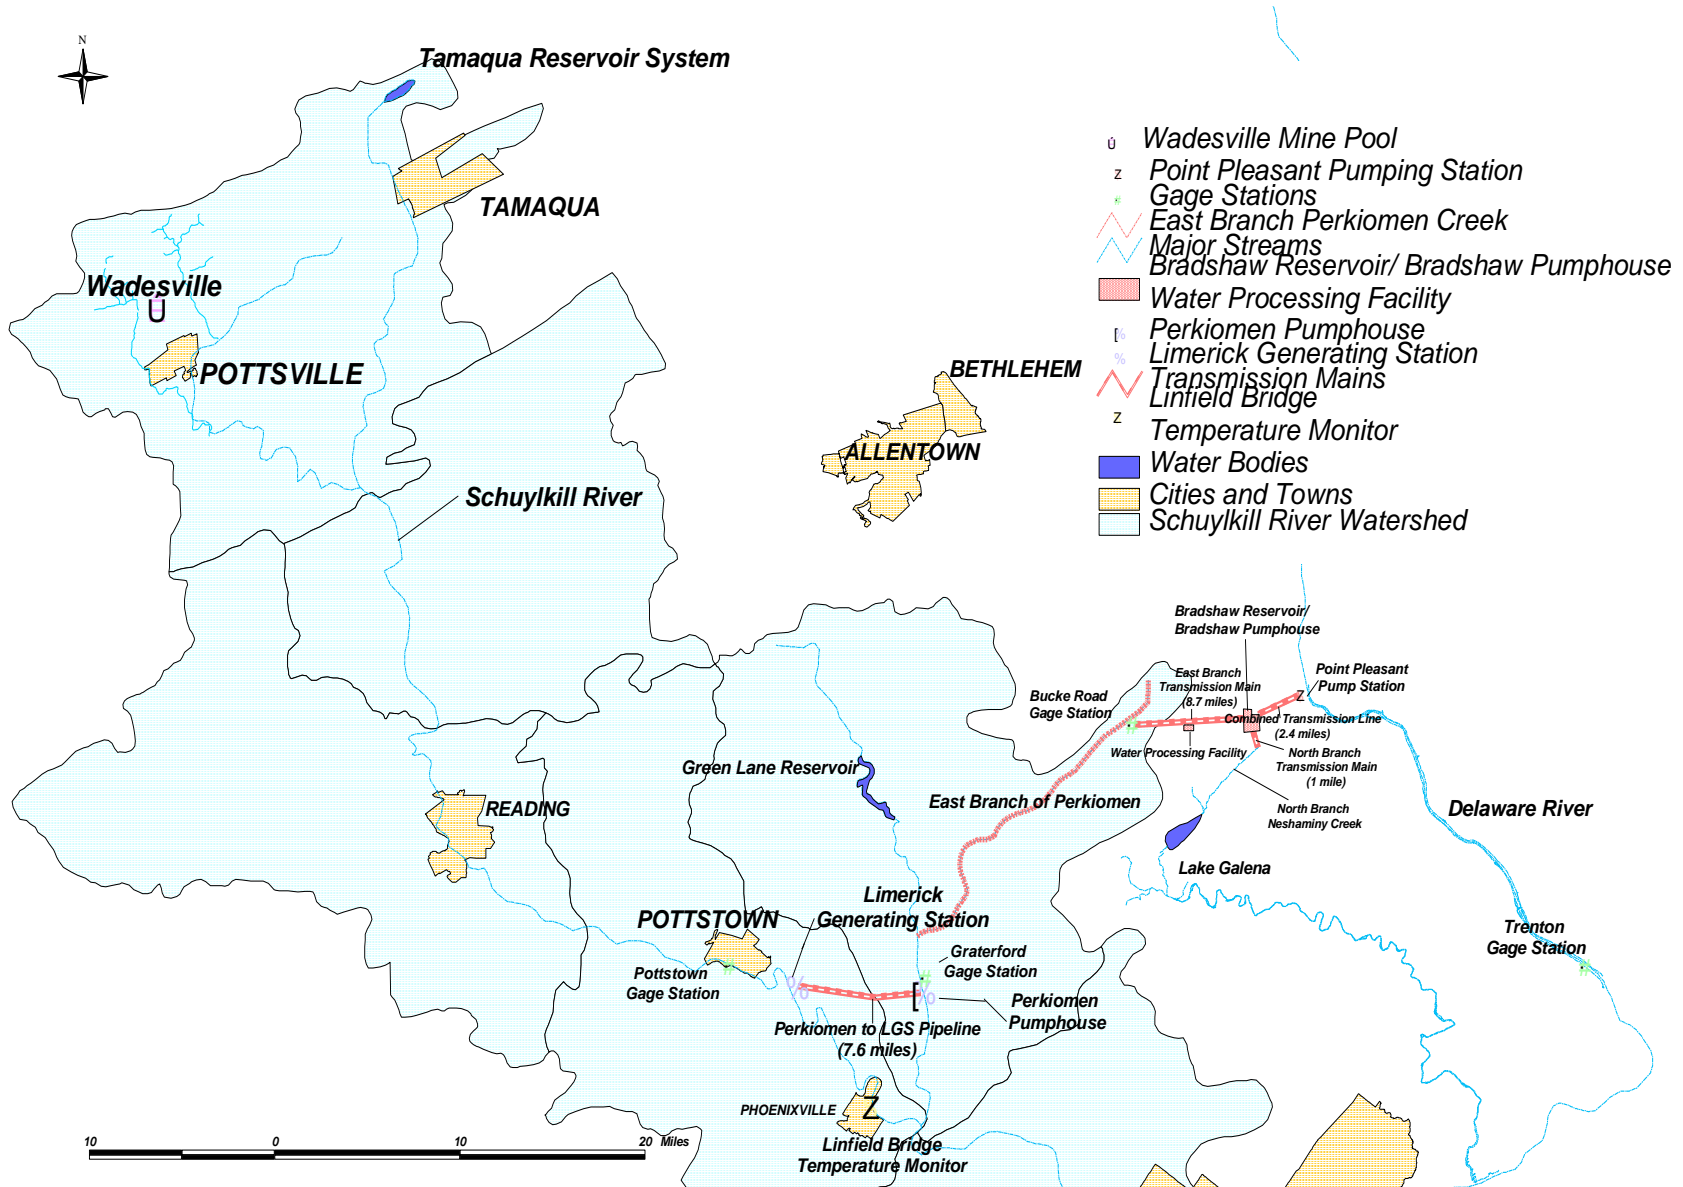 N
Tamaqua Reservoir System
TAMAQUA
Wadesville
POTTSVILLE
Schuylkill River
BETHLEHEM
ALLENTOWN
Wadesville Mine Pool
Point Pleasant Pumping Station
Gage Stations
East Branch Perkiomen Creek
Major Streams
Bradshaw Reservoir/ Bradshaw Pumphouse
Water Processing Facility
Perkiomen Pumphouse
Limerick Generating Station
Transmission Mains
Linfield Bridge
Temperature Monitor
Water Bodies
Cities and Towns
Schuylkill River Watershed
Bradshaw Reservoir/
Bradshaw Pumphouse
East Branch
Transmission Main
(8.7 miles)
Point Pleasant
Pump Station
Bucke Road
Gage Station
Combined Transmission Line
(2.4 miles)
Water Processing Facility
North Branch
Transmission Main
(1 mile)
Green Lane Reservoir
East Branch of Perkiomen
North Branch
Neshaminy Creek
Delaware River
READING
Lake Galena
Limerick
Generating Station
POTTSTOWN
Trenton
Gage Station
Pottstown
Gage Station
Graterford
Gage Station
Perkiomen
Pumphouse
Perkiomen to LGS Pipeline
(7.6 miles)
PHOENIXVILLE
Linfield Bridge
Temperature Monitor
10 0 10 20 Miles